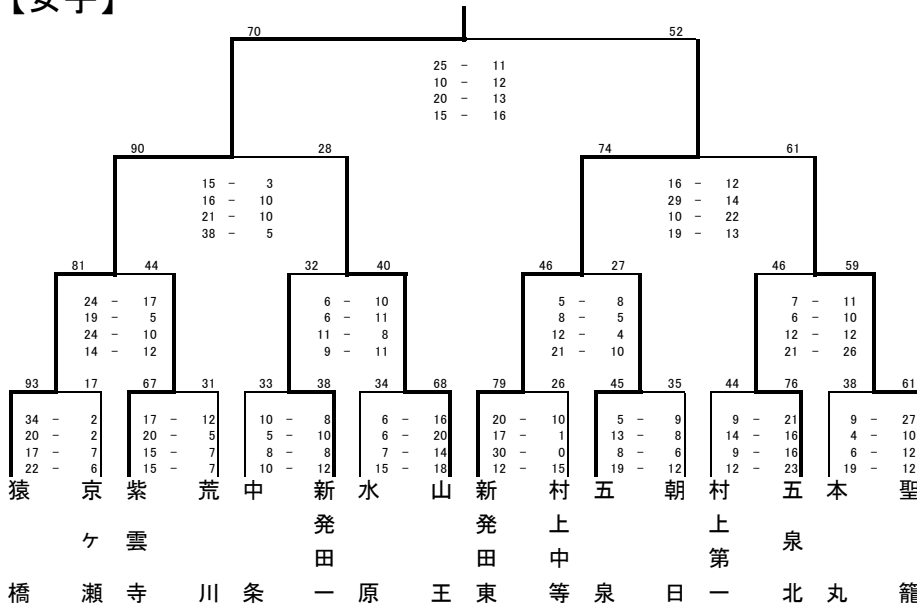 【女子】
70 52
25 - 11
10 - 12
20 - 13
15 - 16
90 28 74 61
15 - 3 16 - 12
16 - 10 29 - 14
21 - 10 10 - 22
38 - 5 19 - 13
81 44 32 40 46 27 46 59
24 - 17 6 - 10 5 - 8 7 - 11
19 - 5 6 - 11 8 - 5 6 - 10
24 - 10 11 - 8 12 - 4 12 - 12
14 - 12 9 - 11 21 - 10 21 - 26
93 17 67 31 33 38 34 68 79 26 45 35 44 76 38 61
34 - 2 17 - 12 10 - 8 6 - 16 20 - 10 5 - 9 9 - 21 9 - 27
20 - 2 20 - 5 5 - 10 6 - 20 17 - 1 13 - 8 14 - 16 4 - 10
17 - 7 15 - 7 8 - 8 7 - 14 30 - 0 8 - 6 9 - 16 6 - 12
22 - 6 15 - 7 10 - 12 15 - 18 12 - 15 19 - 12 12 - 23 19 - 12
猿橋
京ヶ瀬
紫雲寺
荒川
中条
新発田一
水原
山王
新発田東
村上中等
五泉
朝日
村上第一
五泉北
本丸
聖籠